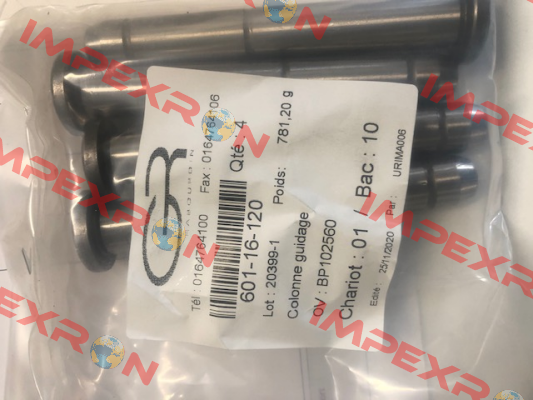 Tél : 0164764100 Fax : 0164764106
601-16-120 Qté 4
Lot : 20399-1 Poids: 781,20 g
Colonne guidage
OV : BP102560
Chariot : 01 / Bac : 10
Edité 25/11/2020 Par : URIMA006
IMPEXRON
IMPEXRON
IMPEXRON
IMPEXRON
IMPEXRON